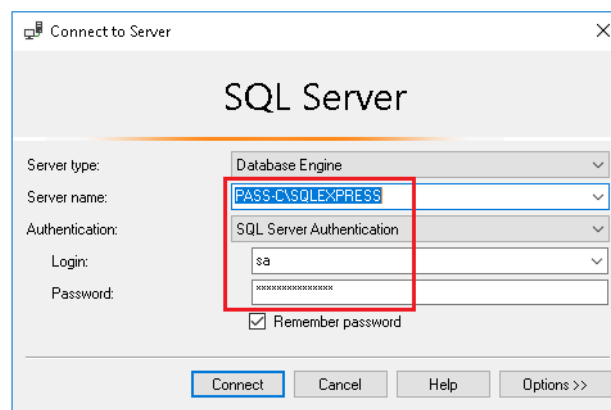 Connect to Server
SQL Server
Server type: Database Engine
Server name: PASS-C\SQLEXPRESS
Authentication: SQL Server Authentication
Login: sa
Password: ***************
Remember password
Connect Cancel Help Options >>